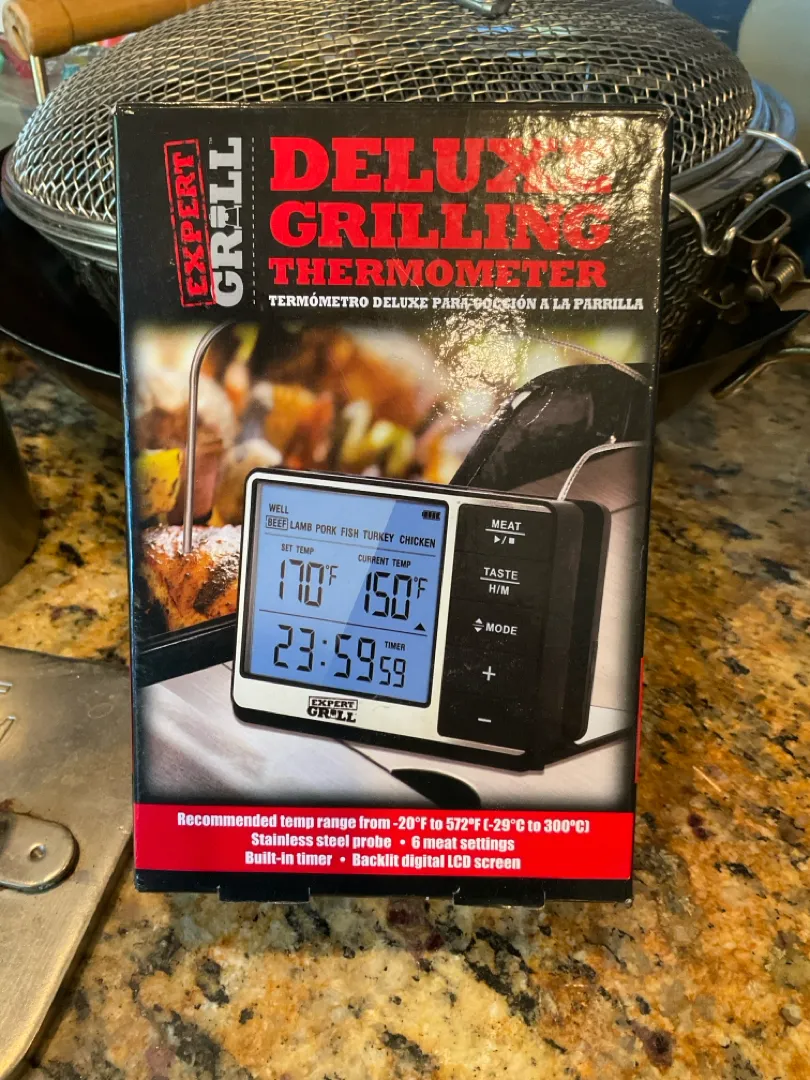 EXPERT
GRILL
DELUXE
GRILLING
THERMOMETER
TERMÓMETRO DELUXE PARA COCCIÓN A LA PARRILLA
WELL
BEEF LAMB PORK FISH TURKEY CHICKEN
SET TEMP CURRENT TEMP
170°F 150°F
TIMER
23:59 59
MEAT
▶/■
TASTE
H/M
MODE
+
−
EXPERT
GRILL
Recommended temp range from -20°F to 572°F (-29°C to 300°C)
Stainless steel probe • 6 meat settings
Built-in timer • Backlit digital LCD screen